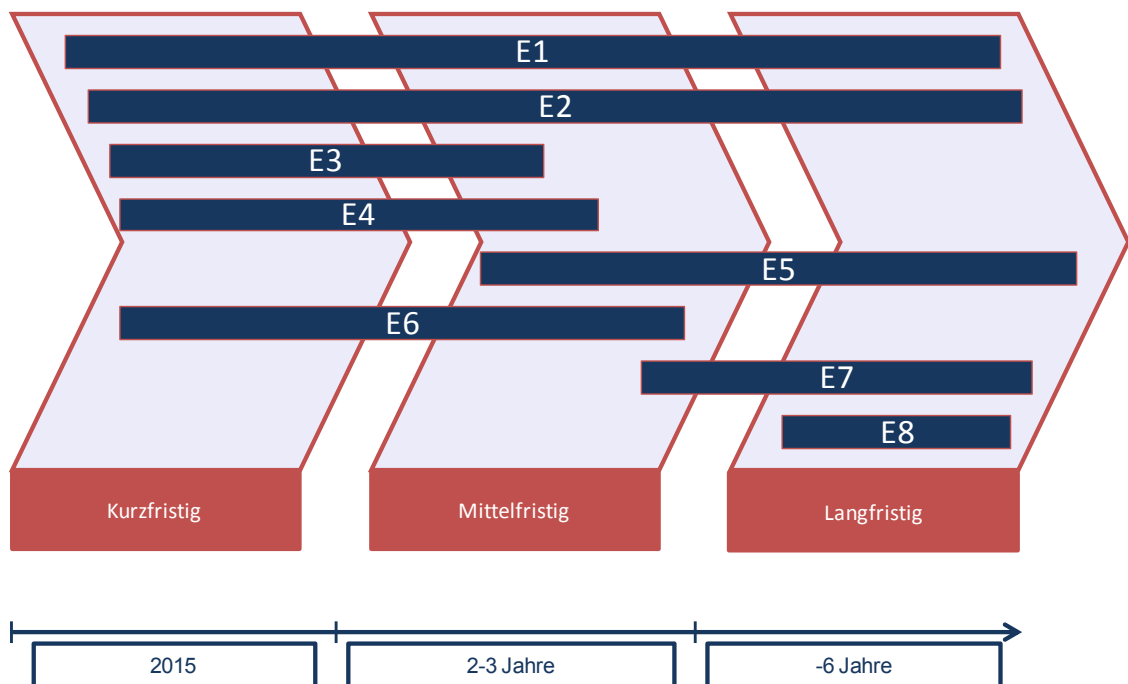 E1
E2
E3
E4
E5
E6
E7
E8
Kurzfristig
Mittelfristig
Langfristig
2015
2-3 Jahre
-6 Jahre